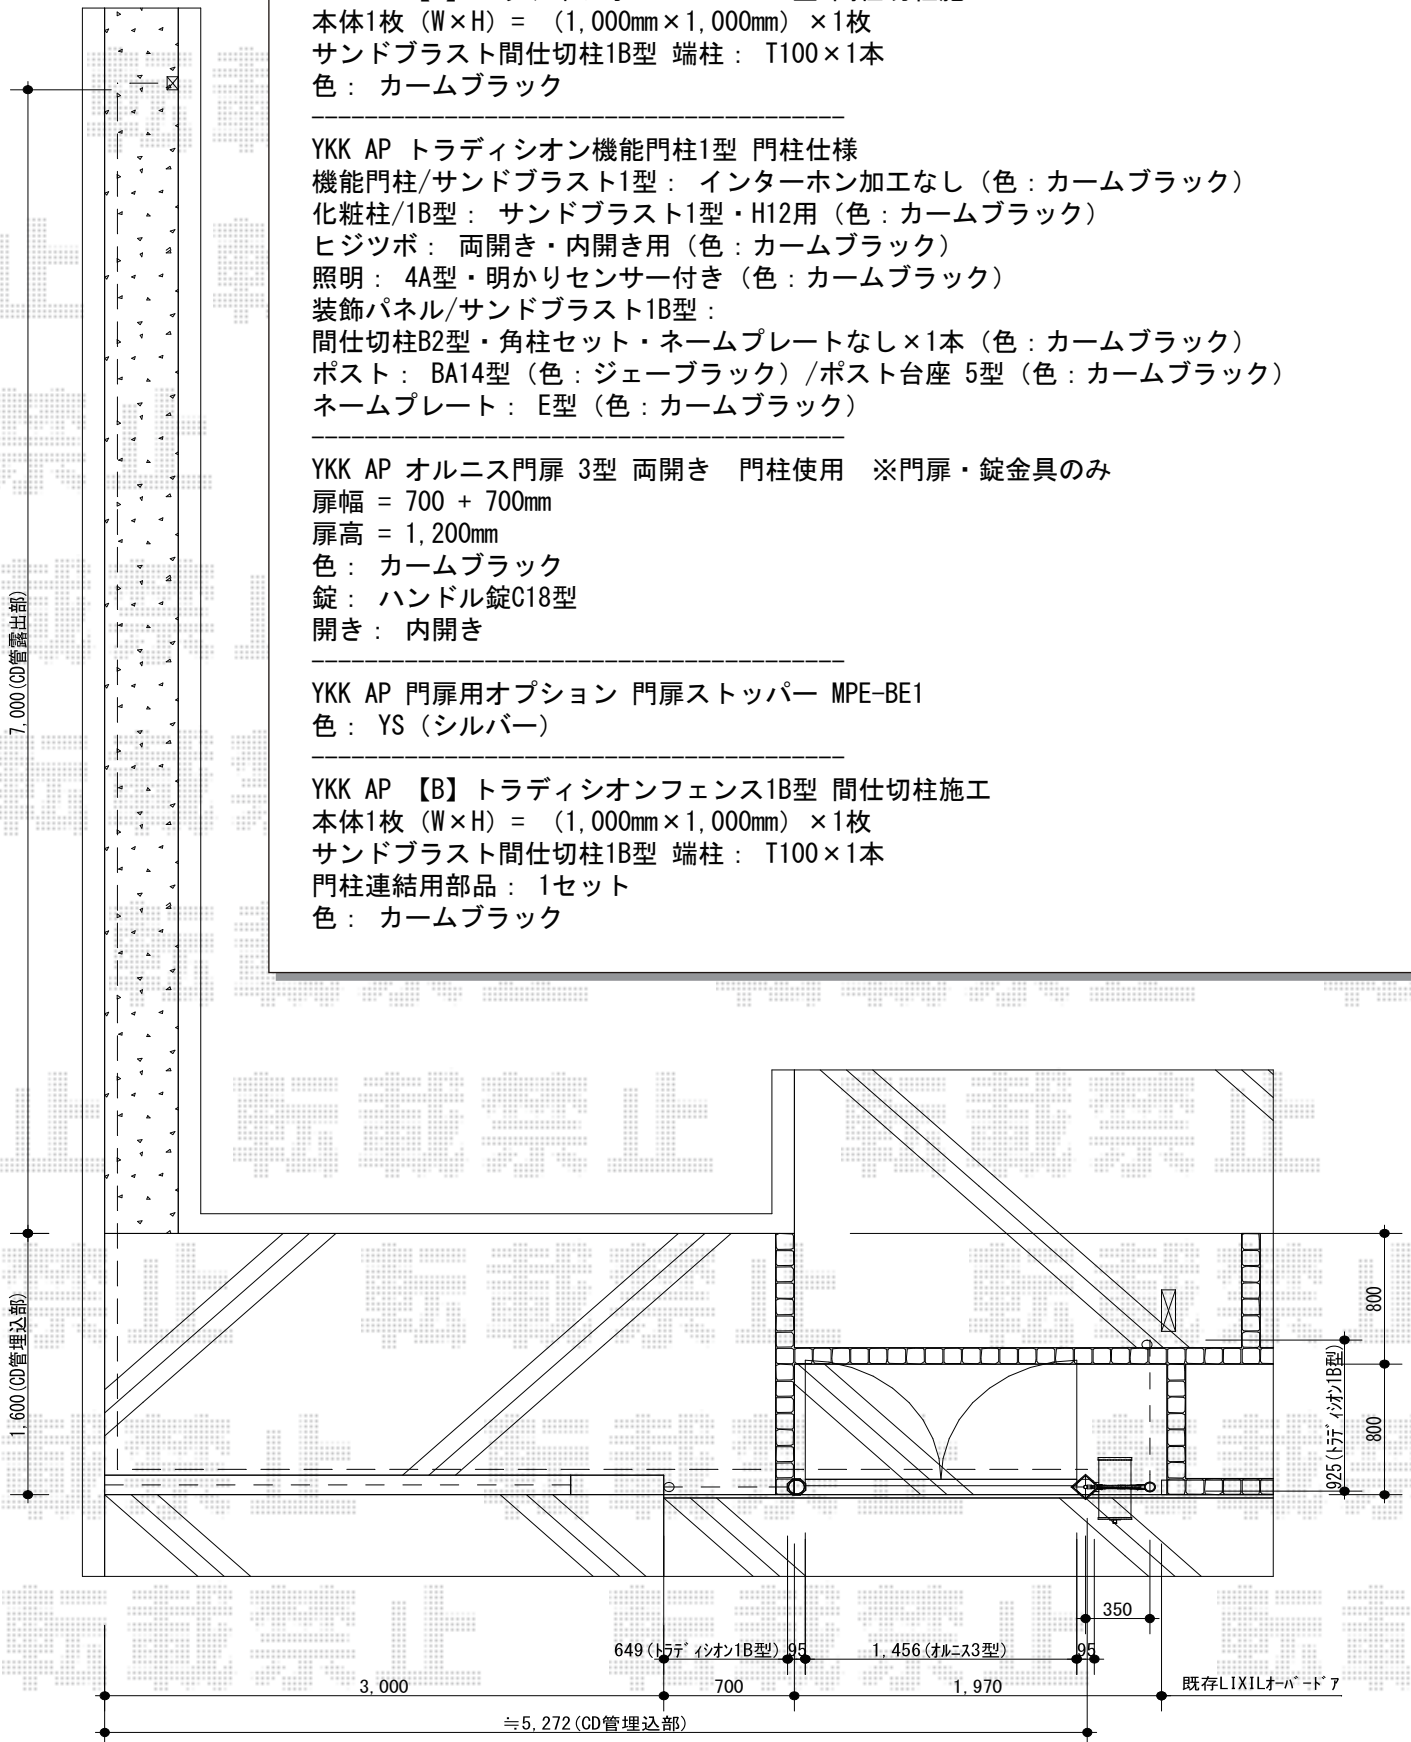 本体1枚（W×H）= （1,000mm×1,000mm）×1枚
サンドブラスト間仕切柱1B型 端柱： T100×1本
色： カームブラック
----------------------------------------
YKK AP トラディシオン機能門柱1型 門柱仕様
機能門柱/サンドブラスト1型： インターホン加工なし（色：カームブラック）
化粧柱/1B型： サンドブラスト1型・H12用（色：カームブラック）
ヒジツボ： 両開き・内開き用（色：カームブラック）
照明： 4A型・明かりセンサー付き（色：カームブラック）
装飾パネル/サンドブラスト1B型：
間仕切柱B2型・角柱セット・ネームプレートなし×1本（色：カームブラック）
ポスト： BA14型（色：ジェーブラック）/ポスト台座 5型（色：カームブラック）
ネームプレート： E型（色：カームブラック）
----------------------------------------
YKK AP オルニス門扉 3型 両開き　門柱使用　※門扉・錠金具のみ
扉幅 = 700 + 700mm
扉高 = 1,200mm
色： カームブラック
錠： ハンドル錠C18型
開き： 内開き
----------------------------------------
YKK AP 門扉用オプション 門扉ストッパー MPE-BE1
色： YS（シルバー）
----------------------------------------
YKK AP 【B】トラディシオンフェンス1B型 間仕切柱施工
本体1枚（W×H）= （1,000mm×1,000mm）×1枚
サンドブラスト間仕切柱1B型 端柱： T100×1本
門柱連結用部品： 1セット
色： カームブラック
7,000(CD管露出部)
1,600(CD管埋込部)
800
925(ﾄﾗﾃﾞｨｼｵﾝ1B型)
800
350
649(ﾄﾗﾃﾞｨｼｵﾝ1B型)
95
1,456(ｵﾙﾆｽ3型)
95
3,000
700
1,970
既存LIXILｵｰﾊﾞｰﾄﾞｱ
≒5,272(CD管埋込部)
転載禁止